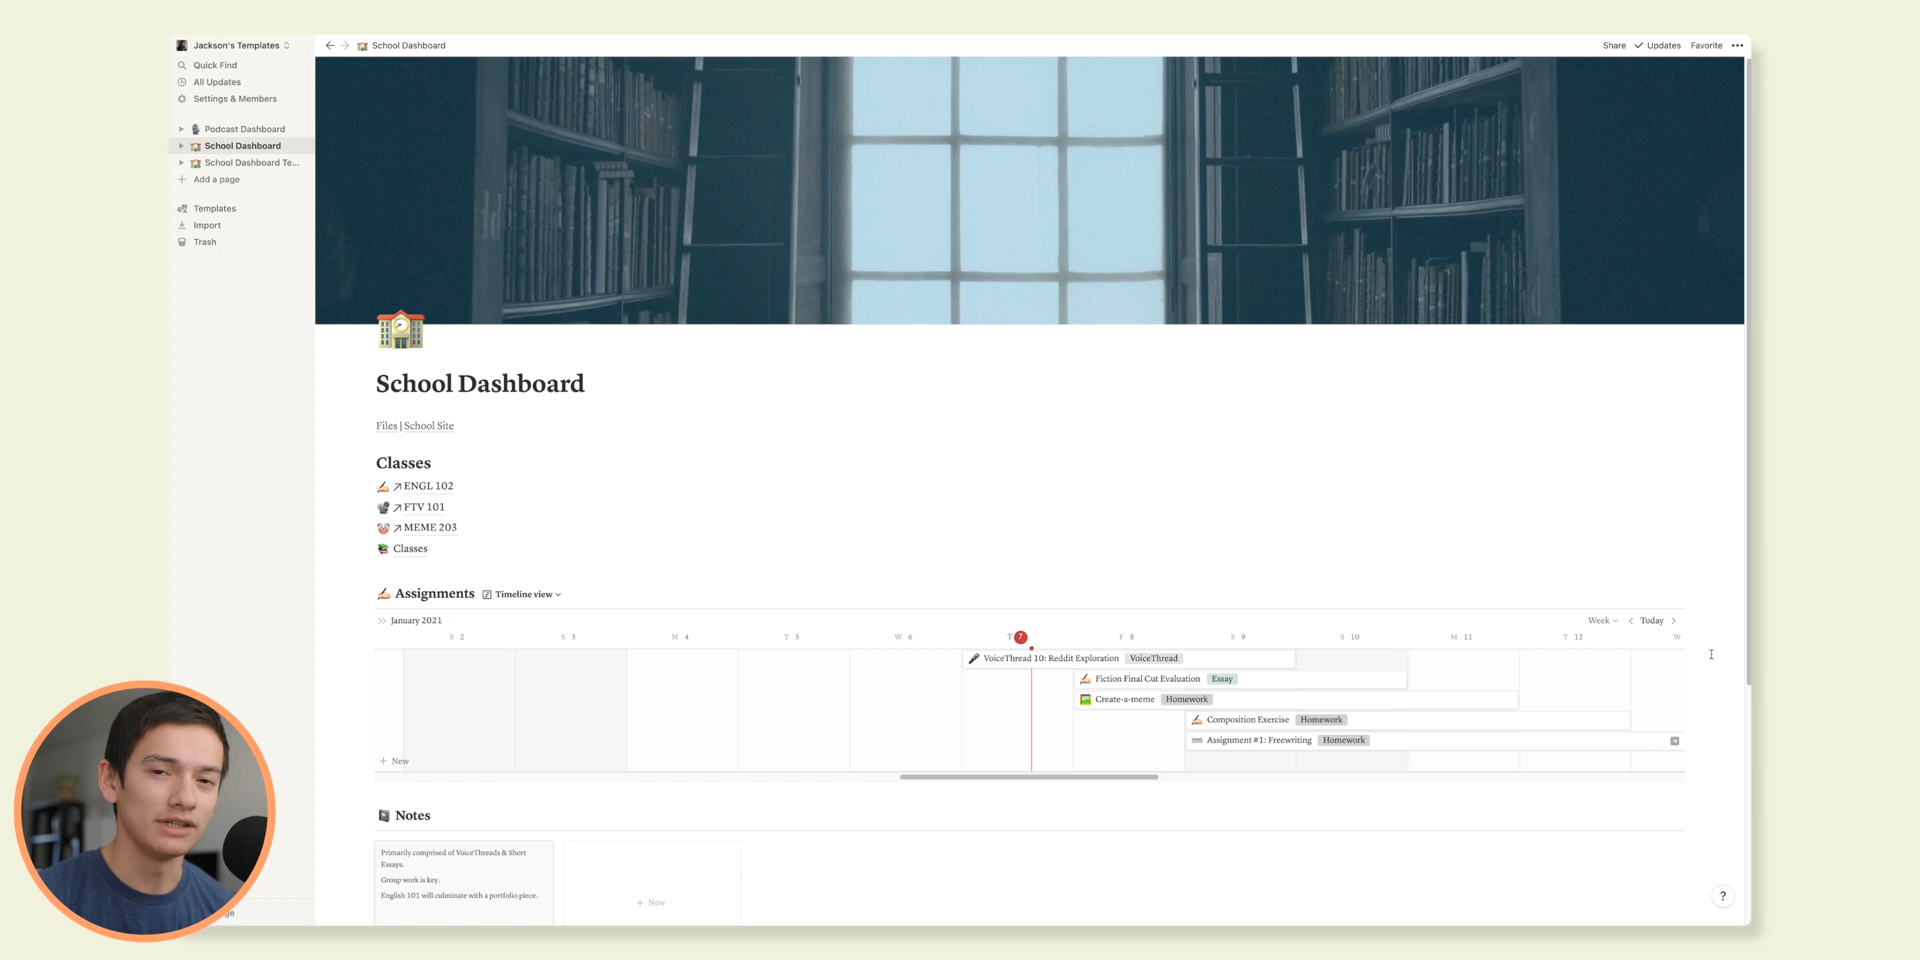 Jackson's Templates
Quick Find
All Updates
Settings & Members
Podcast Dashboard
School Dashboard
School Dashboard Te...
Add a page
Templates
Import
Trash
School Dashboard
Share Updates Favorite
School Dashboard
Files | School Site
Classes
ENGL 102
FTV 101
MEME 203
Classes
Assignments Timeline view
January 2021 Week Today
S 2 S 3 M 4 T 5 W 6 T 7 F 8 S 9 S 10 M 11 T 12 W
VoiceThread 10: Reddit Exploration VoiceThread
Fiction Final Cut Evaluation Essay
Create-a-meme Homework
Composition Exercise Homework
Assignment #1: Freewriting Homework
+ New
Notes
Primarily comprised of VoiceThreads & Short
Essays.
Group work is key.
English 101 will culminate with a portfolio piece.
+ New
?